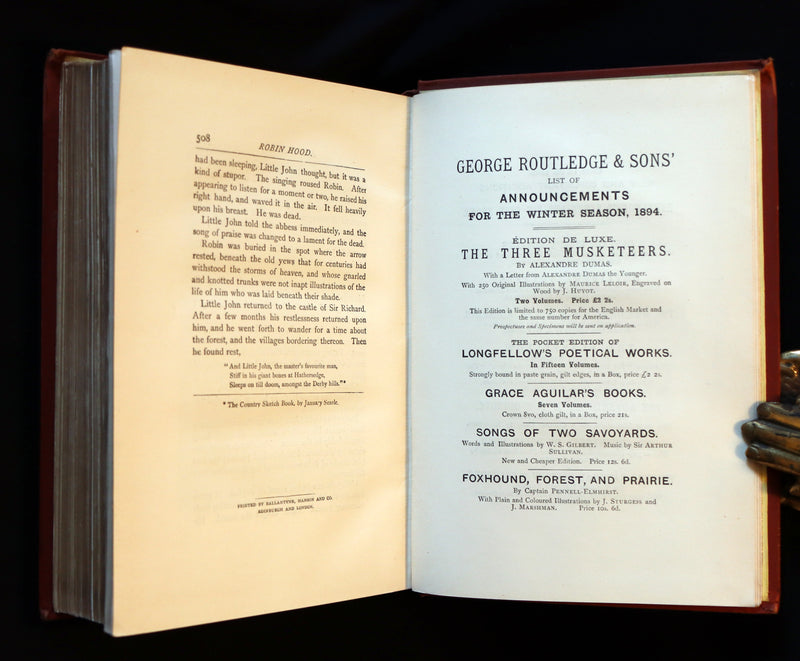 508
ROBIN HOOD.
had been sleeping, Little John thought, but it was a
kind of stupor. The singing roused Robin. After
appearing to listen for a moment or two, he raised his
right hand, and waved it in the air. It fell heavily
upon his breast. He was dead.
Little John told the abbess immediately, and the
song of praise was changed to a lament for the dead.
Robin was buried in the spot where the arrow
rested, beneath the old yews that for centuries had
withstood the storms of heaven, and whose gnarled
and knotted trunks were not inapt illustrations of the
life of him who was laid beneath their shade.
Little John returned to the castle of Sir Richard.
After a few months his restlessness returned upon
him, and he went forth to wander for a time about
the forest, and the villages bordering thereon. Then
he found rest,
"And Little John, the master's favourite man,
Stiff in his giant bones at Hathersedge,
Sleeps on till doom, amongst the Derby hills."*
* The Country Sketch Book, by January Searle.
PRINTED BY BALLANTYNE, HANSON AND CO.
EDINBURGH AND LONDON.
GEORGE ROUTLEDGE & SONS'
LIST OF
ANNOUNCEMENTS
FOR THE WINTER SEASON, 1894.
ÉDITION DE LUXE.
THE THREE MUSKETEERS.
BY ALEXANDRE DUMAS.
With a Letter from ALEXANDRE DUMAS the Younger.
With 250 Original Illustrations by MAURICE LELOIR, Engraved on
Wood by J. HUYOT.
Two Volumes. Price £2 2s.
This Edition is limited to 750 copies for the English Market and
the same number for America.
Prospectuses and Specimens will be sent on application.
THE POCKET EDITION OF
LONGFELLOW'S POETICAL WORKS.
In Fifteen Volumes.
Strongly bound in paste grain, gilt edges, in a Box, price £2 2s.
GRACE AGUILAR'S BOOKS.
Seven Volumes.
Crown 8vo, cloth gilt, in a Box, price 21s.
SONGS OF TWO SAVOYARDS.
Words and Illustrations by W. S. GILBERT. Music by Sir ARTHUR
SULLIVAN.
New and Cheaper Edition. Price 12s. 6d.
FOXHOUND, FOREST, AND PRAIRIE.
By Captain PENNELL-ELMHIRST.
With Plain and Coloured Illustrations by J. STURGESS and
J. MARSHMAN. Price 10s. 6d.